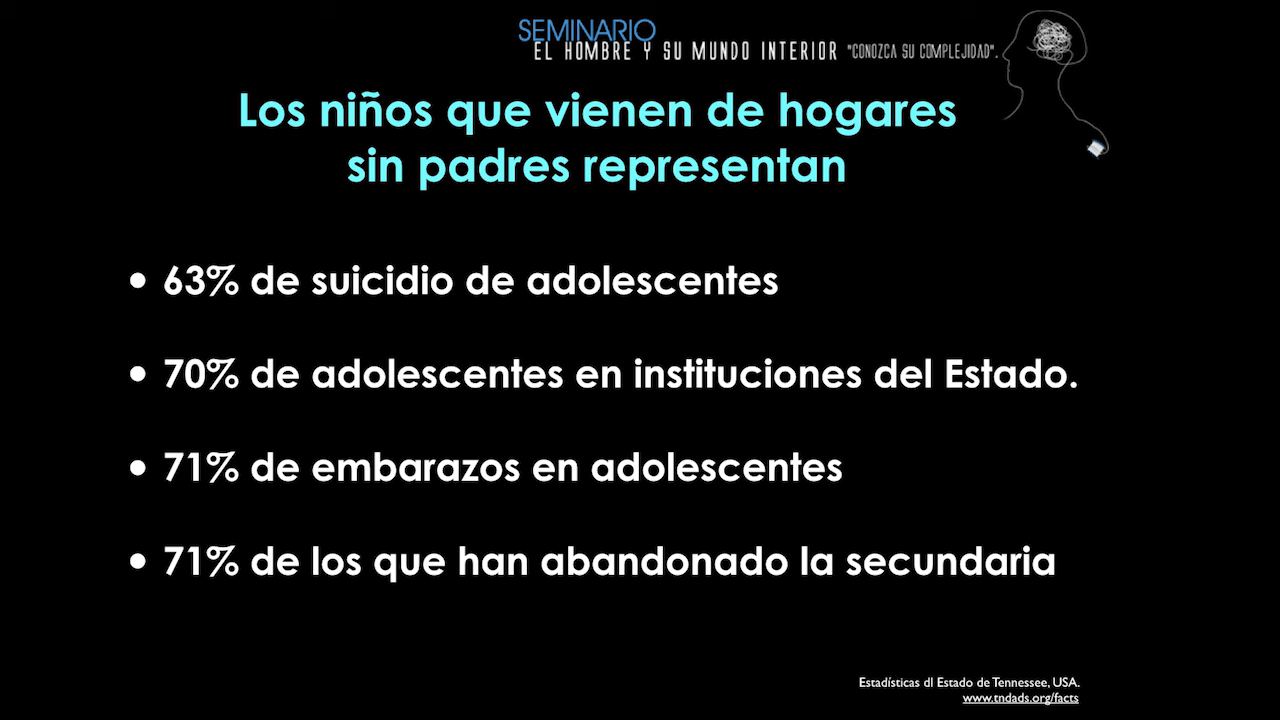 SEMINARIO
EL HOMBRE Y SU MUNDO INTERIOR "CONOZCA SU COMPLEJIDAD".
Los niños que vienen de hogares
sin padres representan
• 63% de suicidio de adolescentes
• 70% de adolescentes en instituciones del Estado.
• 71% de embarazos en adolescentes
• 71% de los que han abandonado la secundaria
Estadísticas dl Estado de Tennessee, USA.
www.tndads.org/facts